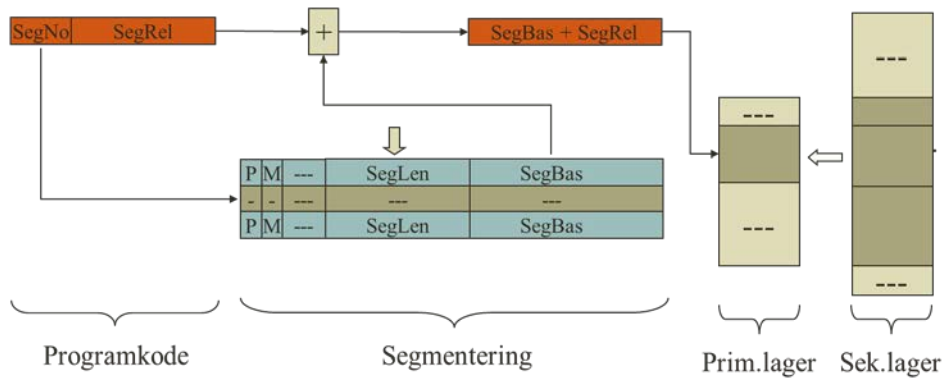 SegNo SegRel + SegBas + SegRel
---
---
P M --- SegLen SegBas
- - --- --- ---
P M --- SegLen SegBas
---
---
Programkode Segmentering Prim.lager Sek.lager